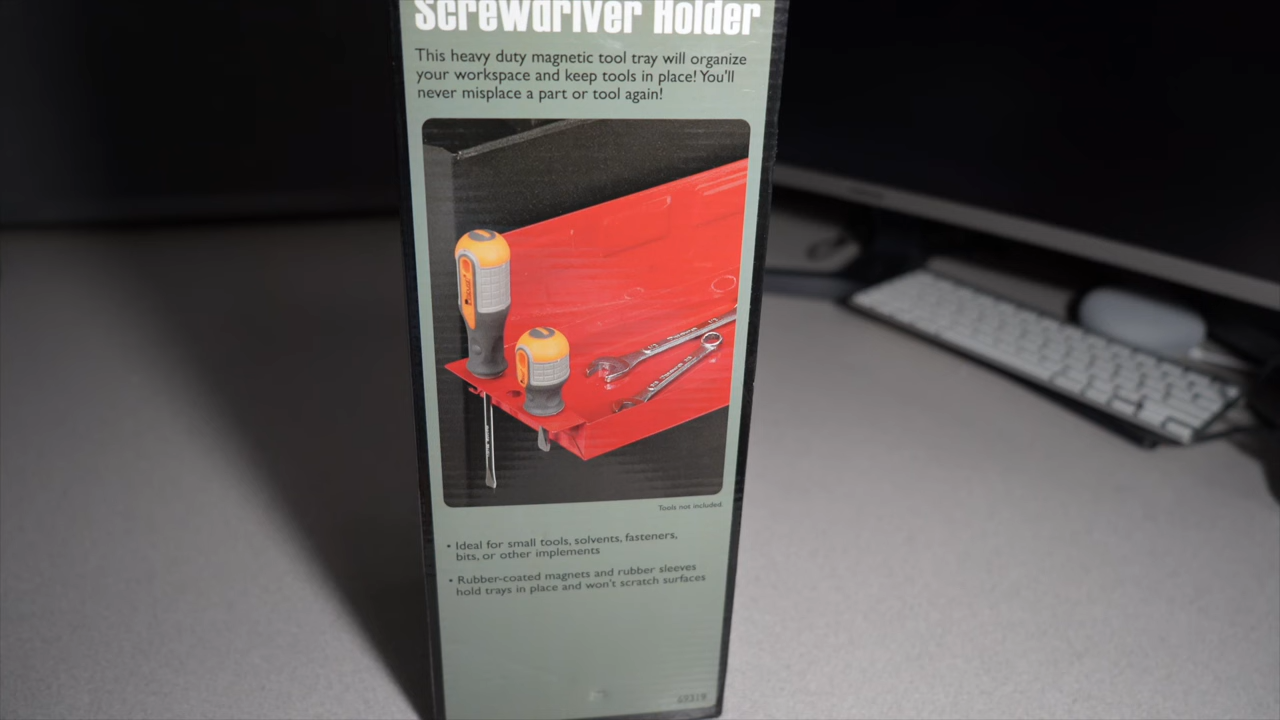 Screwdriver Holder
This heavy duty magnetic tool tray will organize
your workspace and keep tools in place! You'll
never misplace a part or tool again!
Tools not included
• Ideal for small tools, solvents, fasteners,
bits, or other implements
• Rubber-coated magnets and rubber sleeves
hold trays in place and won't scratch surfaces